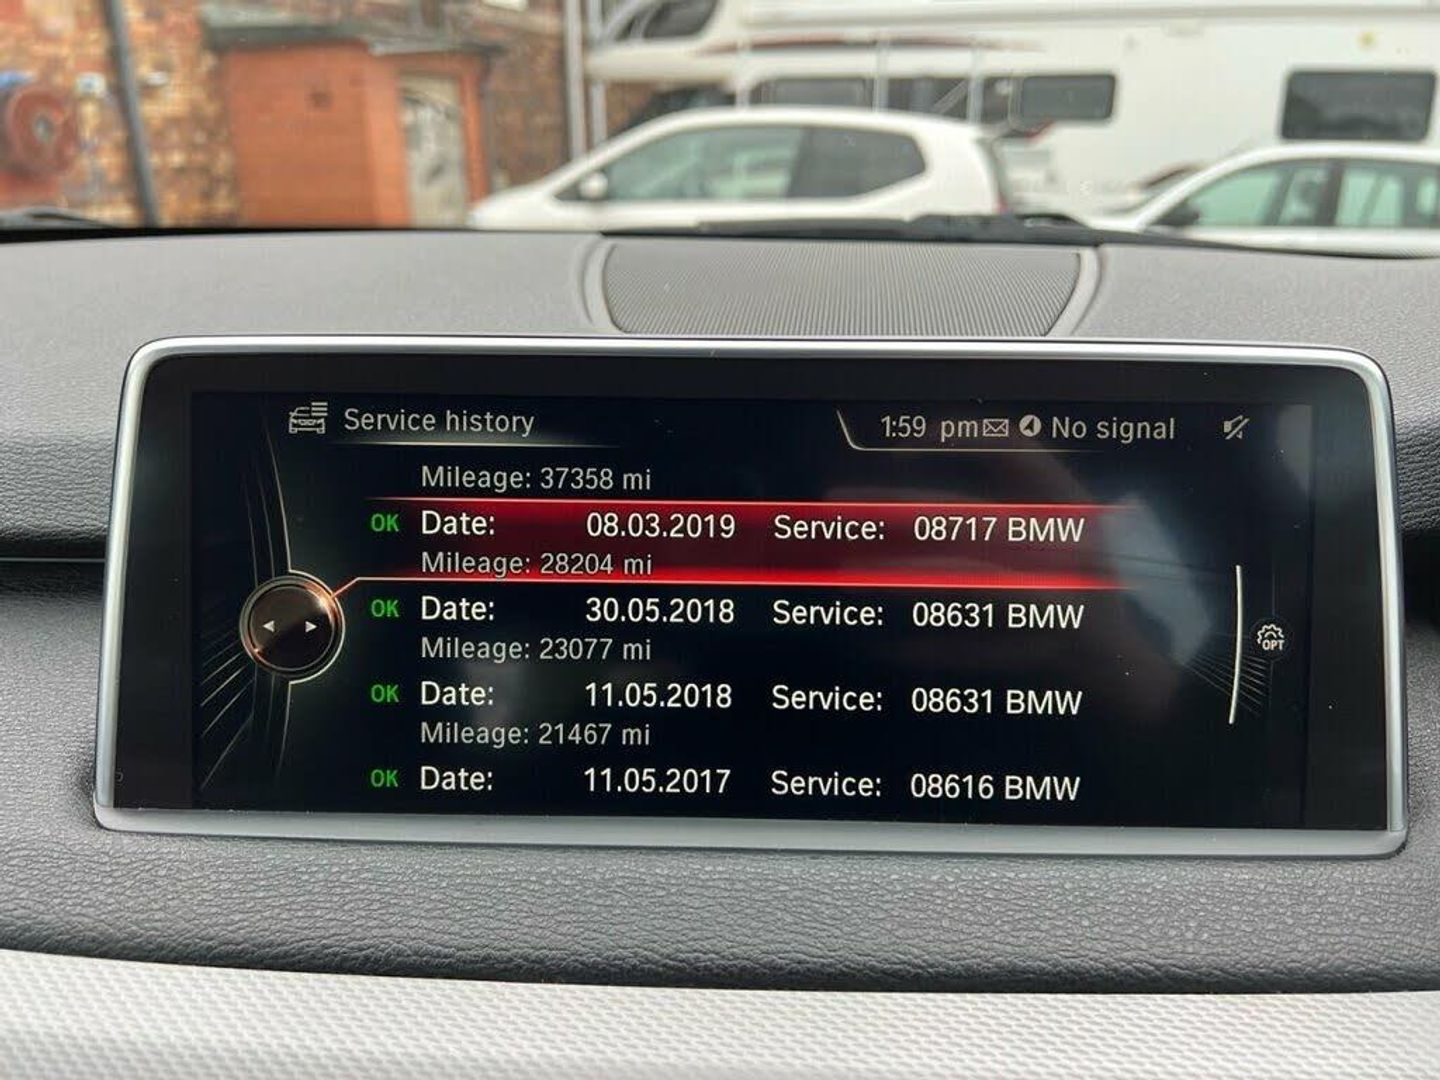 Service history
1:59 pm No signal
Mileage: 37358 mi
OK Date: 08.03.2019 Service: 08717 BMW
Mileage: 28204 mi
OK Date: 30.05.2018 Service: 08631 BMW
Mileage: 23077 mi
OK Date: 11.05.2018 Service: 08631 BMW
Mileage: 21467 mi
OK Date: 11.05.2017 Service: 08616 BMW
OPT